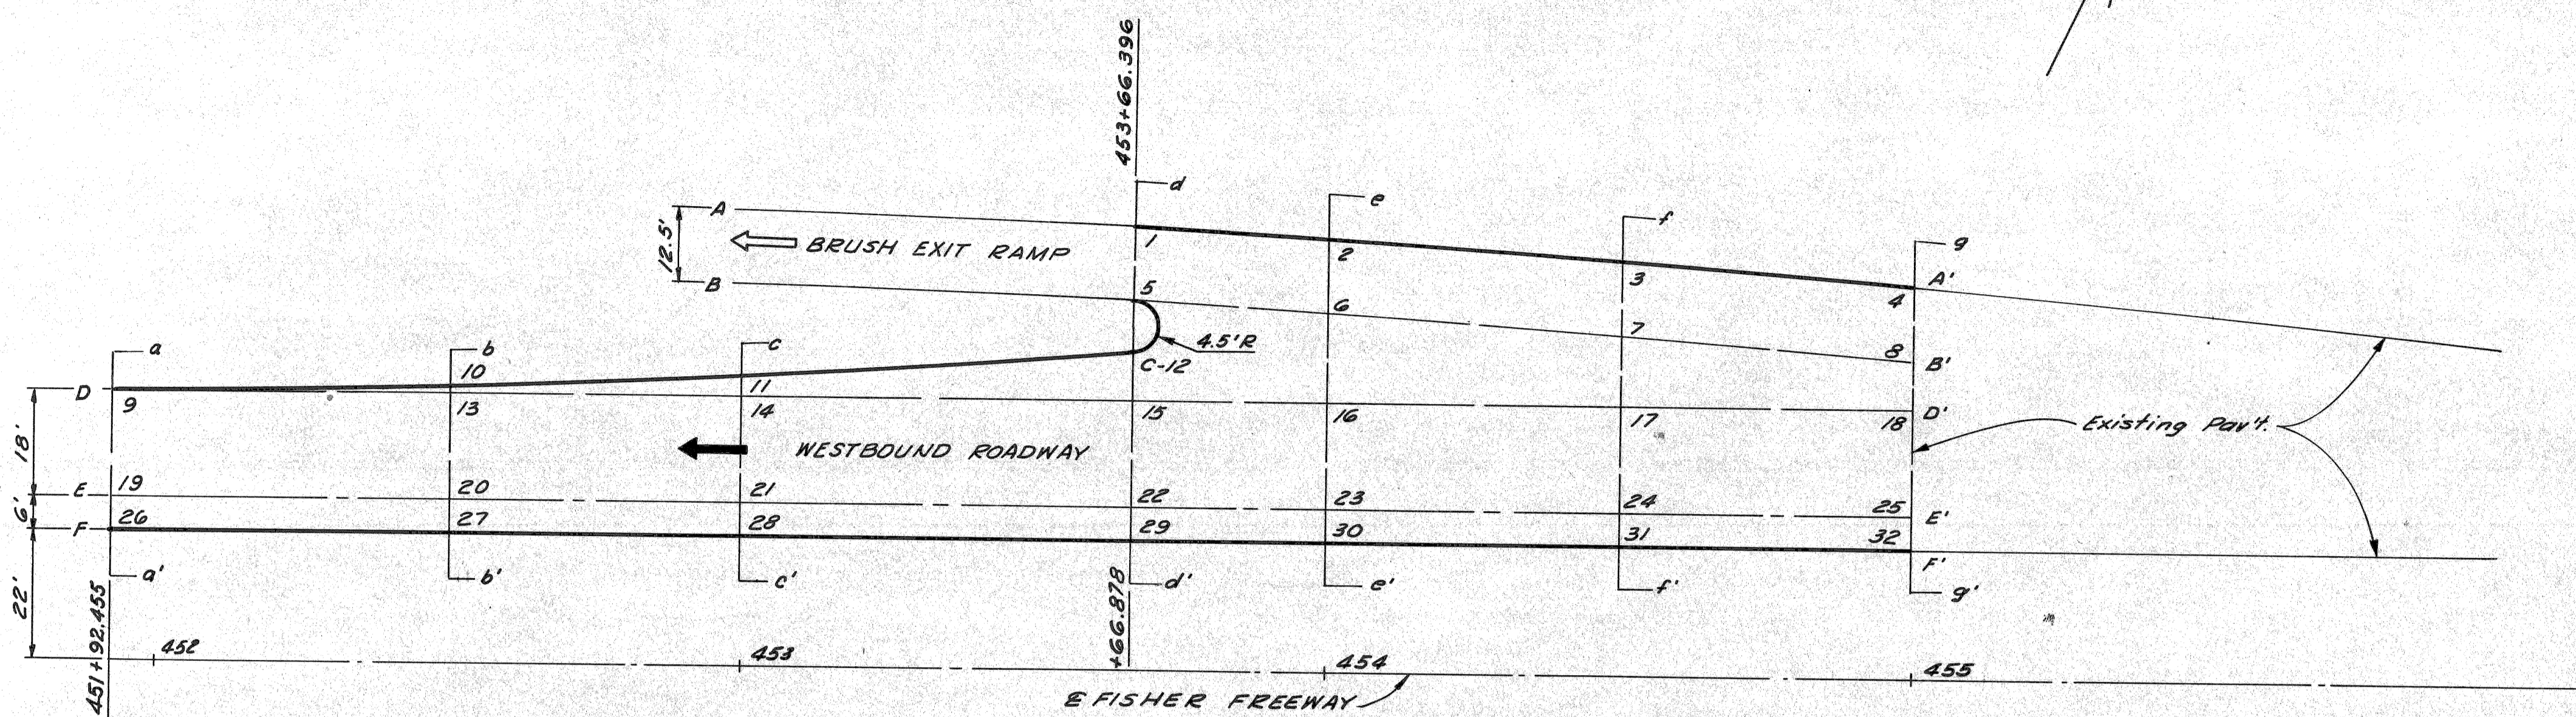 453+66.396
d
e
f
g
A
12.5'
BRUSH EXIT RAMP
1
2
3
4
A'
B
5
6
7
8
B'
4.5'R
C-12
a
b
c
D
9
10
11
13
14
15
16
17
18
D'
Existing Pav't.
18'
WESTBOUND ROADWAY
E
19
20
21
22
23
24
25
E'
6'
F
26
27
28
29
30
31
32
F'
a'
b'
c'
d'
e'
f'
g'
22'
451+92.455
+66.878
452
453
454
455
℄ FISHER FREEWAY